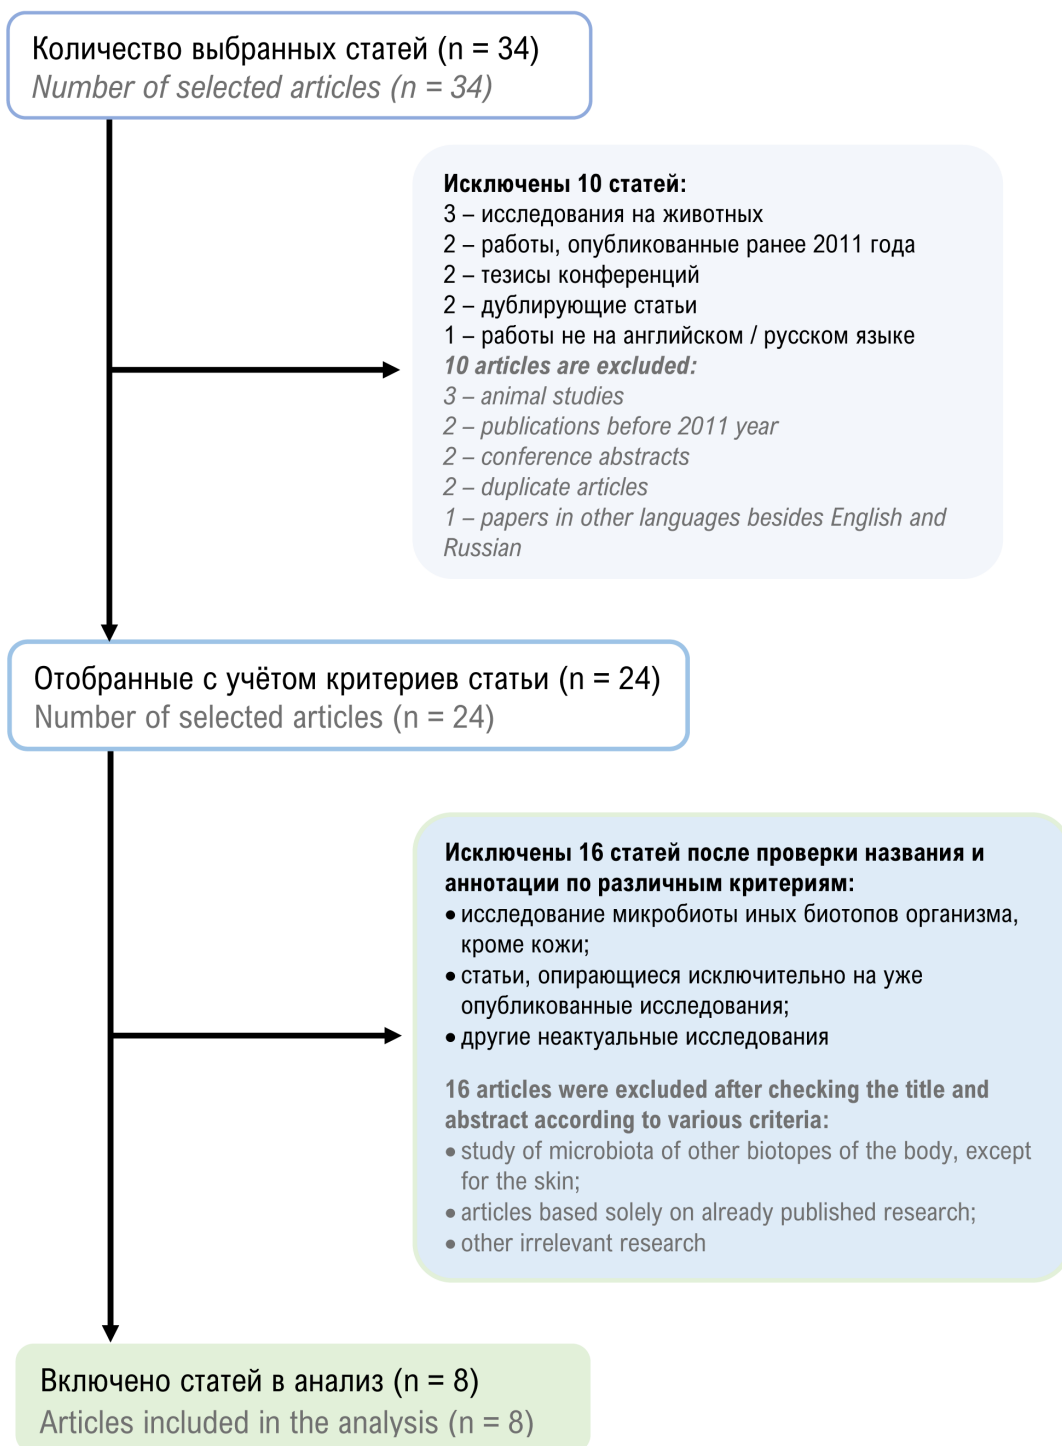 Количество выбранных статей (n = 34)
Number of selected articles (n = 34)
Исключены 10 статей:
3 – исследования на животных
2 – работы, опубликованные ранее 2011 года
2 – тезисы конференций
2 – дублирующие статьи
1 – работы не на английском / русском языке
10 articles are excluded:
3 – animal studies
2 – publications before 2011 year
2 – conference abstracts
2 – duplicate articles
1 – papers in other languages besides English and
Russian
Отобранные с учётом критериев статьи (n = 24)
Number of selected articles (n = 24)
Исключены 16 статей после проверки названия и
аннотации по различным критериям:
• исследование микробиоты иных биотопов организма,
кроме кожи;
• статьи, опирающиеся исключительно на уже
опубликованные исследования;
• другие неактуальные исследования
16 articles were excluded after checking the title and
abstract according to various criteria:
• study of microbiota of other biotopes of the body, except
for the skin;
• articles based solely on already published research;
• other irrelevant research
Включено статей в анализ (n = 8)
Articles included in the analysis (n = 8)